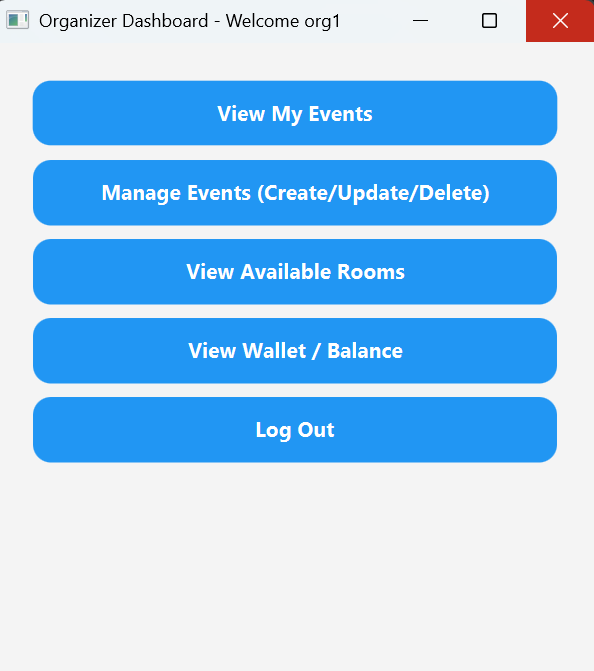 Organizer Dashboard - Welcome org1
View My Events
Manage Events (Create/Update/Delete)
View Available Rooms
View Wallet / Balance
Log Out